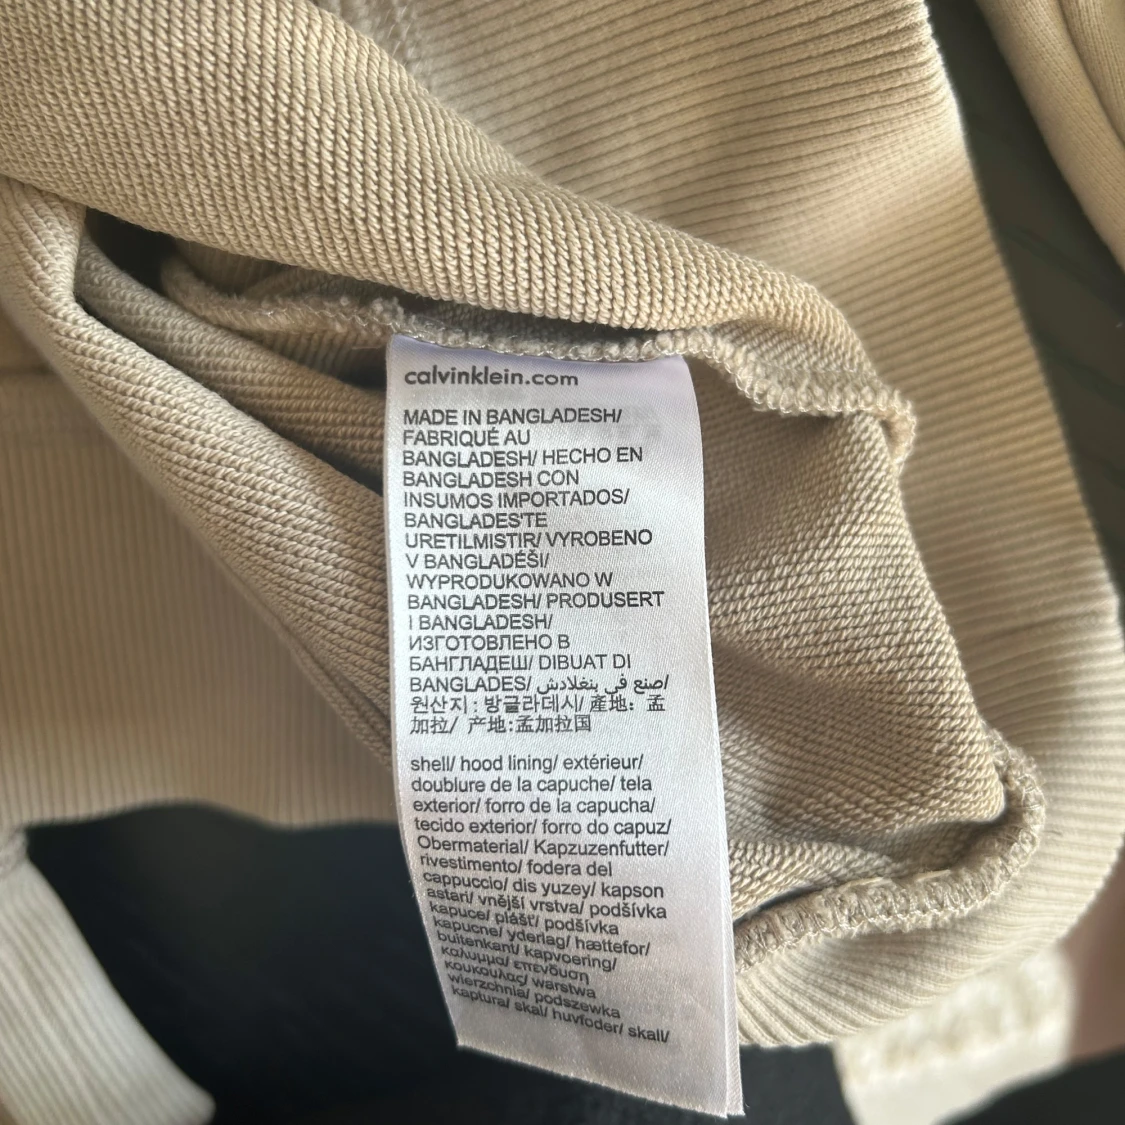 calvinklein.com
MADE IN BANGLADESH/
FABRIQUÉ AU
BANGLADESH/ HECHO EN
BANGLADESH CON
INSUMOS IMPORTADOS/
BANGLADES'TE
URETILMISTIR/ VYROBENO
V BANGLADÉŠI/
WYPRODUKOWANO W
BANGLADESH/ PRODUSERT
I BANGLADESH/
ИЗГОТОВЛЕНО В
БАНГЛАДЕШ/ DIBUAT DI
BANGLADES/ صنع في بنغلادش/
원산지 : 방글라데시/ 產地: 孟
加拉/ 产地:孟加拉国
shell/ hood lining/ extérieur/
doublure de la capuche/ tela
exterior/ forro de la capucha/
tecido exterior/ forro do capuz/
Obermaterial/ Kapzuzenfutter/
rivestimento/ fodera del
cappuccio/ dis yuzey/ kapson
astari/ vnější vrstva/ podšívka
kapuce/ plášť/ podšívka
kapucne/ yderlag/ hættefor/
buitenkant/ kapvoering/
καλυμμα/ επενδυση
κουκουλας/ warstwa
wierzchnia/ podszewka
kaptura/ skal/ huvfoder/ skall/